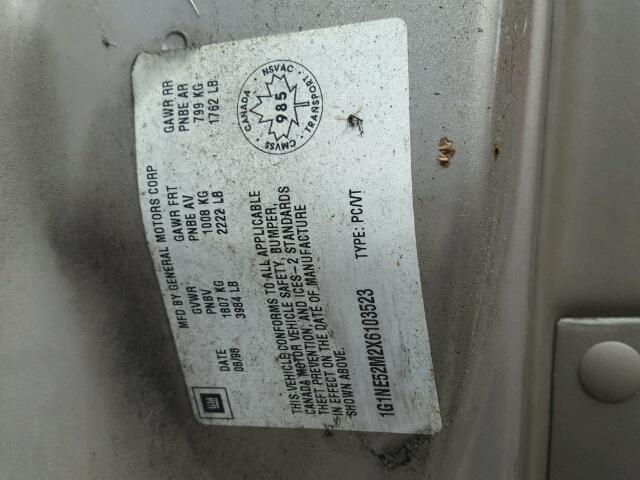 MFD BY GENERAL MOTORS CORP
DATE GVWR GAWR FRT GAWR RR
08/98 PNBV PNBE AV PNBE AR
1807 KG 1008 KG 799 KG
3984 LB 2222 LB 1762 LB
THIS VEHICLE CONFORMS TO ALL APPLICABLE
CANADA MOTOR VEHICLE SAFETY, BUMPER,
THEFT PREVENTION, AND ICES-2 STANDARDS
IN EFFECT ON THE DATE OF MANUFACTURE
SHOWN ABOVE.
1G1NE52M2X6103523 TYPE: PC/VT
GM
CANADA NSVAC
985
CMVSS TRANSPORT